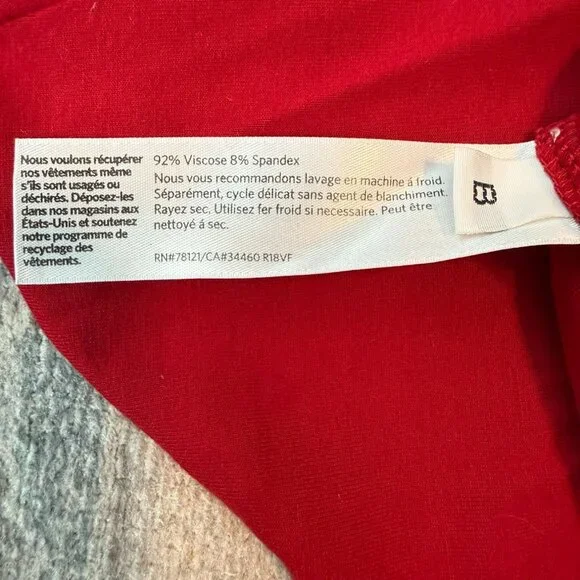 Nous voulons récupérer
nos vêtements même
s'ils sont usagés ou
déchirés. Déposez-les
dans nos magasins aux
États-Unis et soutenez
notre programme de
recyclage des
vêtements.
92% Viscose 8% Spandex
Nous vous recommandons lavage en machine á froid.
Séparément, cycle délicat sans agent de blanchiment.
Rayez sec. Utilisez fer froid si necessaire. Peut être
nettoyé á sec.
RN#78121/CA#34460 R18VF